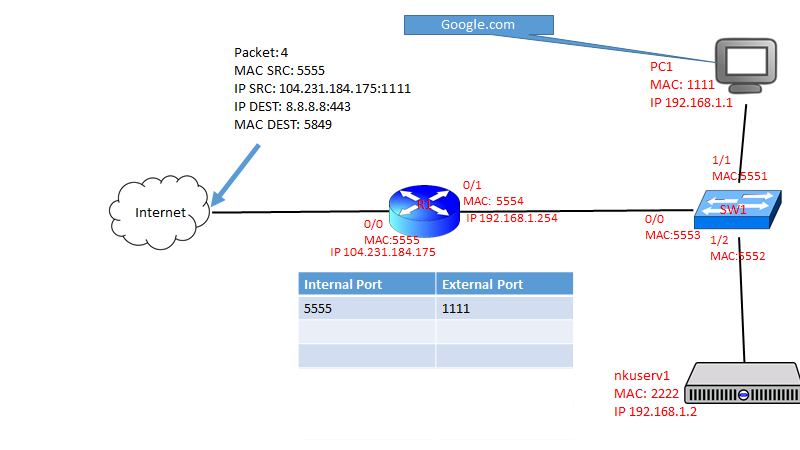 Google.com
Packet: 4
MAC SRC: 5555
IP SRC: 104.231.184.175:1111
IP DEST: 8.8.8.8:443
MAC DEST: 5849
PC1
MAC: 1111
IP 192.168.1.1
1/1
MAC:5551
Internet
R1
0/1
MAC: 5554
IP 192.168.1.254
0/0
MAC:5555
IP 104.231.184.175
SW1
0/0
MAC:5553
1/2
MAC:5552
Internal Port External Port
5555 1111
nkuserv1
MAC: 2222
IP 192.168.1.2